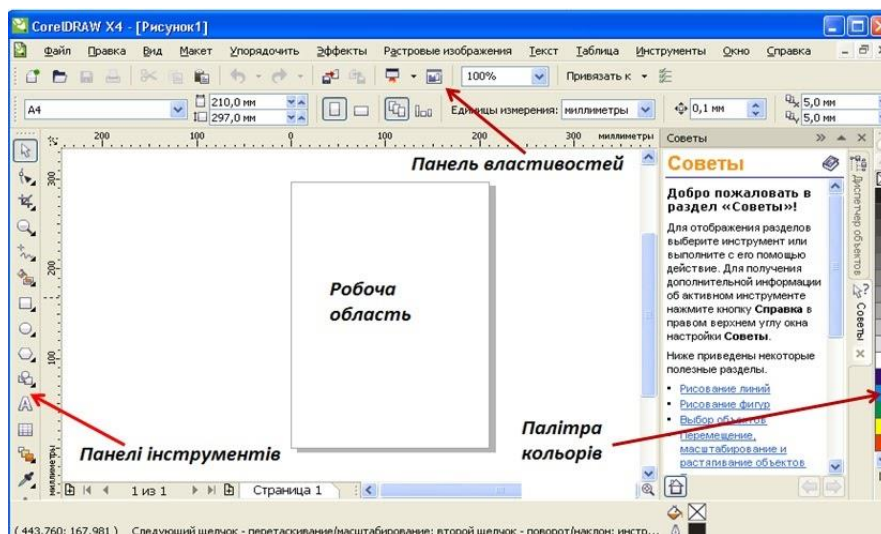 CorelDRAW X4 - [Рисунок1]
Файл Правка Вид Макет Упорядочить Эффекты Растровые изображения Текст Таблица Инструменты Окно Справка
100% Привязать к
A4 210,0 мм 297,0 мм Единицы измерения: миллиметры 0,1 мм 5,0 мм 5,0 мм
200 100 0 100 200 300 миллиметры
Панель властивостей
300
200
100
миллиметры
Робоча
область
Панелі інструментів
Палітра
кольорів
1 из 1 Страница 1
Советы
Советы
Добро пожаловать в
раздел «Советы»!
Для отображения разделов
выберите инструмент или
выполните с его помощью
действие. Для получения
дополнительной информации
об активном инструменте
нажмите кнопку Справка в
правом верхнем углу окна
настройки Советы.
Ниже приведены некоторые
полезные разделы.
Рисование линий
Рисование фигур
Выбор объектов
Перемещение,
масштабирование и
растягивание объектов
Диспетчер объектов
Советы
( 443,760; 167,981 ) Следующий щелчок - перетаскивание/масштабирование; второй щелчок - поворот/наклон; инстр...